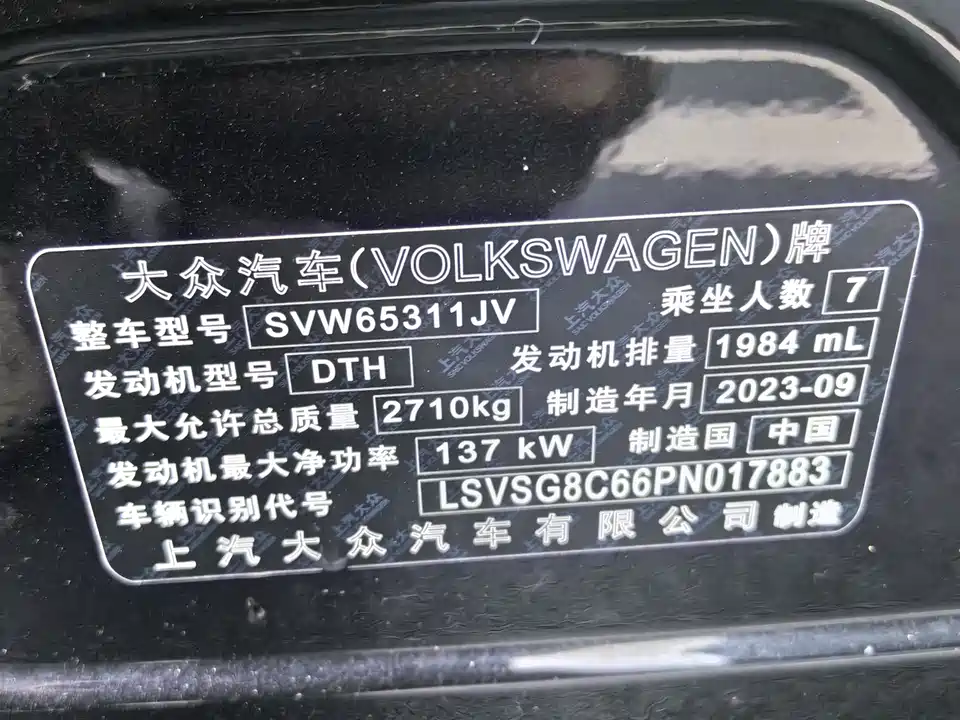 大众汽车(VOLKSWAGEN)牌
整车型号 SVW65311JV 乘坐人数 7
发动机型号 DTH 发动机排量 1984 mL
最大允许总质量 2710kg 制造年月 2023-09
发动机最大净功率 137 kW 制造国 中国
车辆识别代号 LSVSG8C66PN017883
上汽大众汽车有限公司 制造